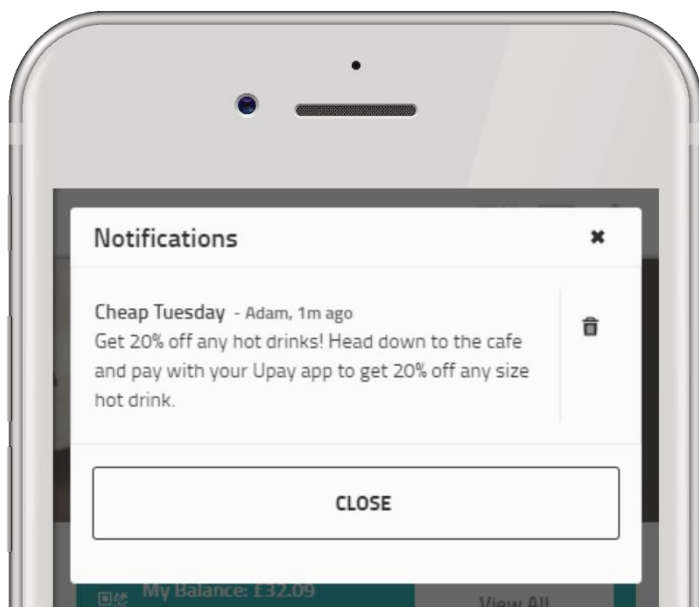 Notifications
Cheap Tuesday - Adam, 1m ago
Get 20% off any hot drinks! Head down to the cafe
and pay with your Upay app to get 20% off any size
hot drink.
CLOSE
My Balance: £32.09
View All